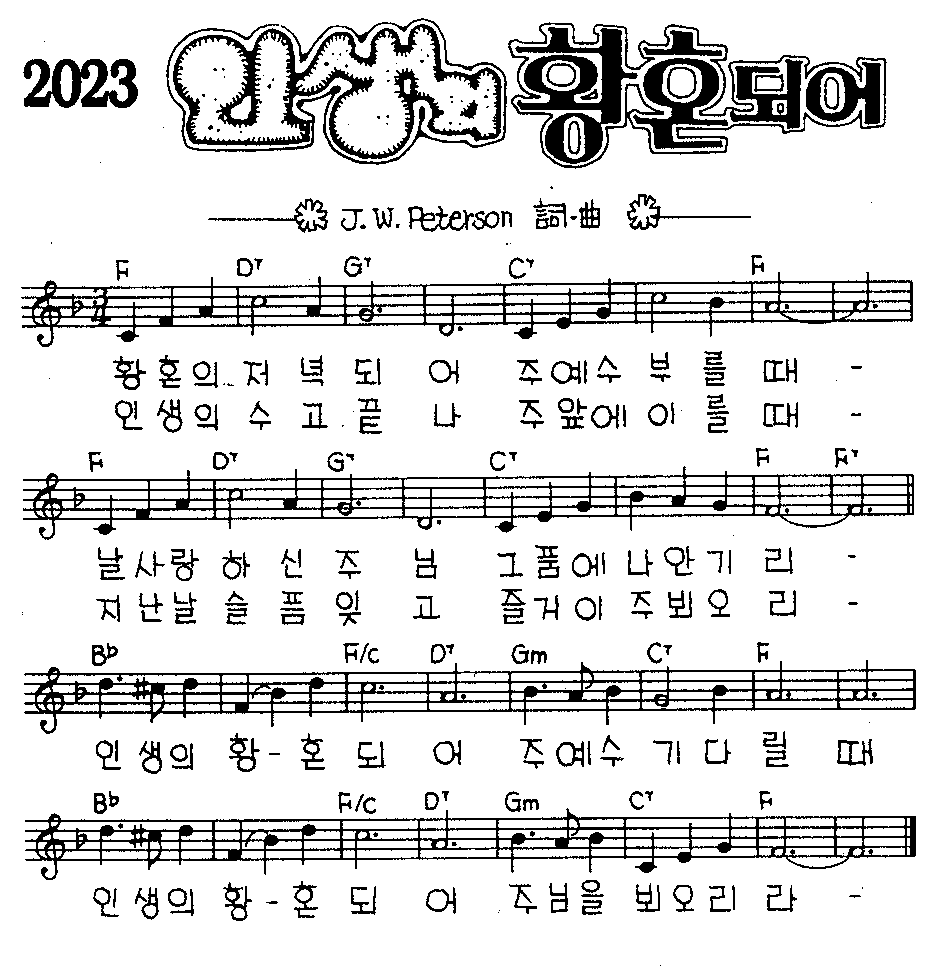 2023 인생의 황혼되어
J. W. Peterson 詞·曲
F D7 G7 C7 F
황혼의 저녁되어 주예수 부를때 -
인생의 수고끝나 주앞에 이를때 -
F D7 G7 C7 F F7
날사랑하신주님 그품에나안기리 -
지난날슬픔잊고 즐거이주뵈오리 -
B♭ F/C D7 Gm C7 F
인생의 황-혼되어 주예수 기다릴때
B♭ F/C D7 Gm C7 F
인생의 황-혼되어 주님을 뵈오리라 -